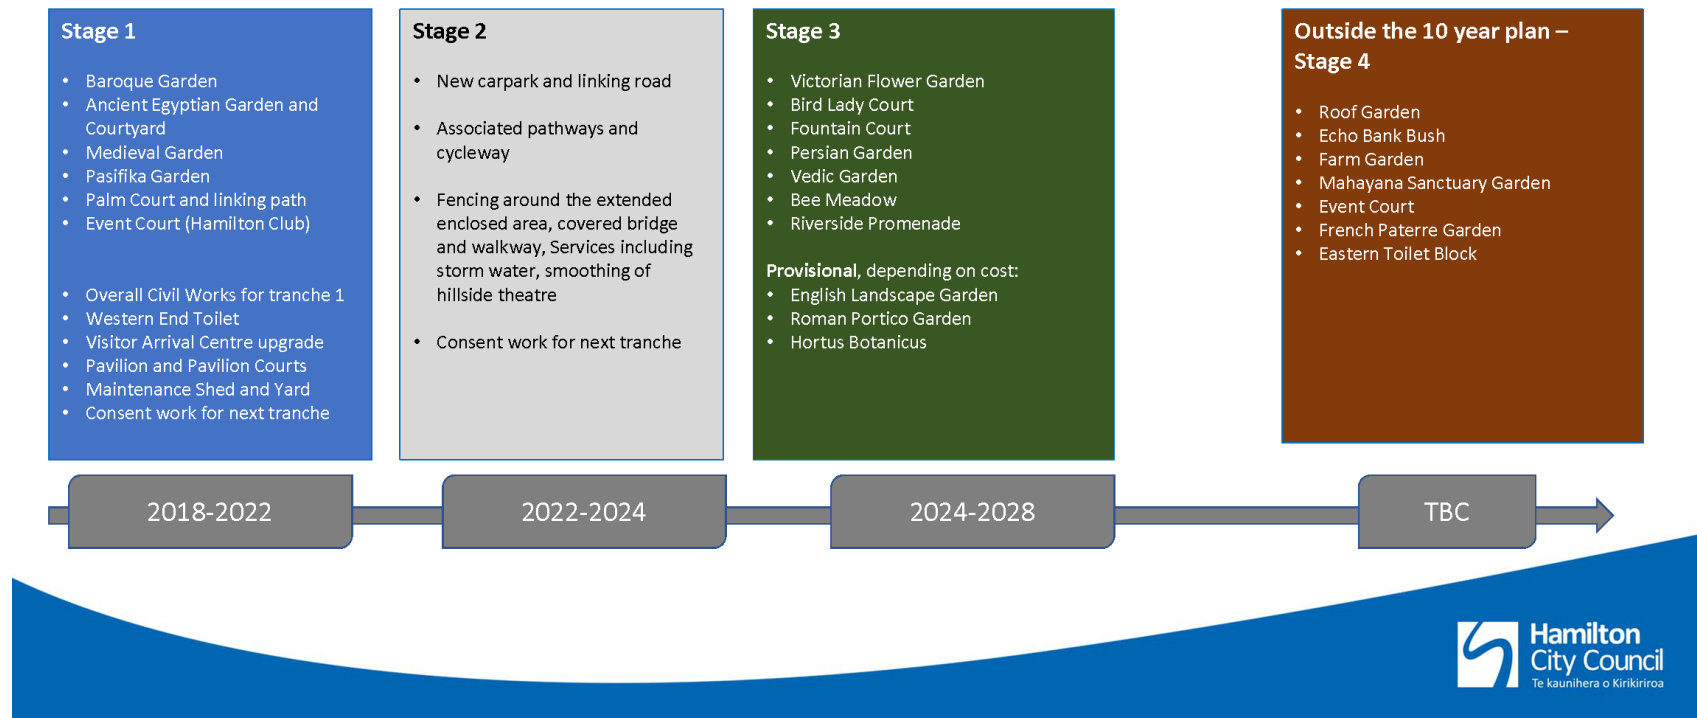 Stage 1
• Baroque Garden
• Ancient Egyptian Garden and
Courtyard
• Medieval Garden
• Pasifika Garden
• Palm Court and linking path
• Event Court (Hamilton Club)
• Overall Civil Works for tranche 1
• Western End Toilet
• Visitor Arrival Centre upgrade
• Pavilion and Pavilion Courts
• Maintenance Shed and Yard
• Consent work for next tranche
Stage 2
• New carpark and linking road
• Associated pathways and
cycleway
• Fencing around the extended
enclosed area, covered bridge
and walkway, Services including
storm water, smoothing of
hillside theatre
• Consent work for next tranche
Stage 3
• Victorian Flower Garden
• Bird Lady Court
• Fountain Court
• Persian Garden
• Vedic Garden
• Bee Meadow
• Riverside Promenade
Provisional, depending on cost:
• English Landscape Garden
• Roman Portico Garden
• Hortus Botanicus
Outside the 10 year plan –
Stage 4
• Roof Garden
• Echo Bank Bush
• Farm Garden
• Mahayana Sanctuary Garden
• Event Court
• French Paterre Garden
• Eastern Toilet Block
2018-2022
2022-2024
2024-2028
TBC
Hamilton
City Council
Te kaunihera o Kirikiriroa